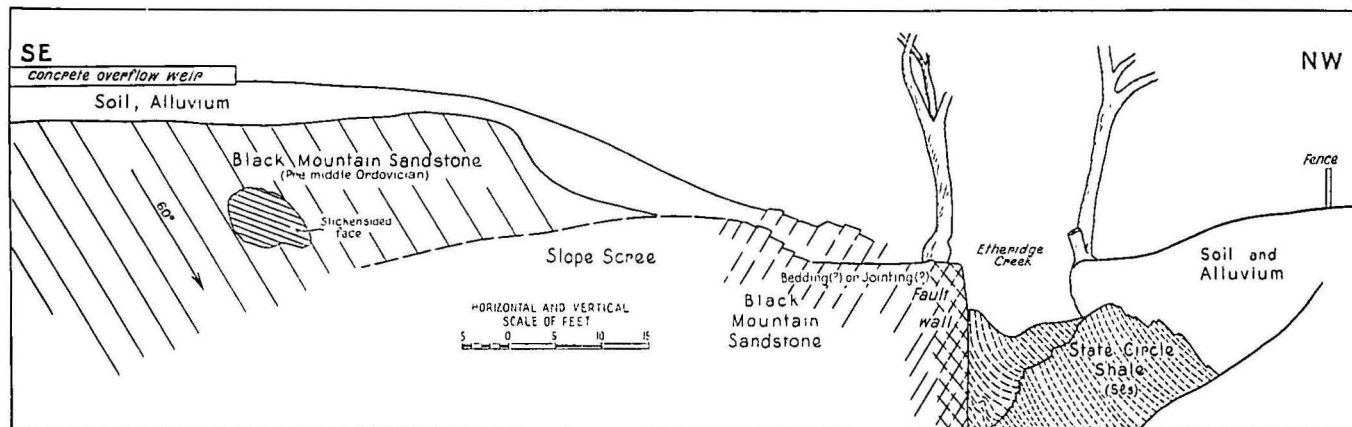 SE
NW
concrete overflow weir
Soil, Alluvium
Black Mountain Sandstone
(Pre middle Ordovician)
60°
Slickensided
face
Slope Scree
HORIZONTAL AND VERTICAL
SCALE OF FEET
5 0 5 10 15
Bedding(?) or Jointing(?)
Black
Mountain
Sandstone
Fault
wall
Etheridge
Creek
Fence
Soil and
Alluvium
State Circle
Shale
(Sls)